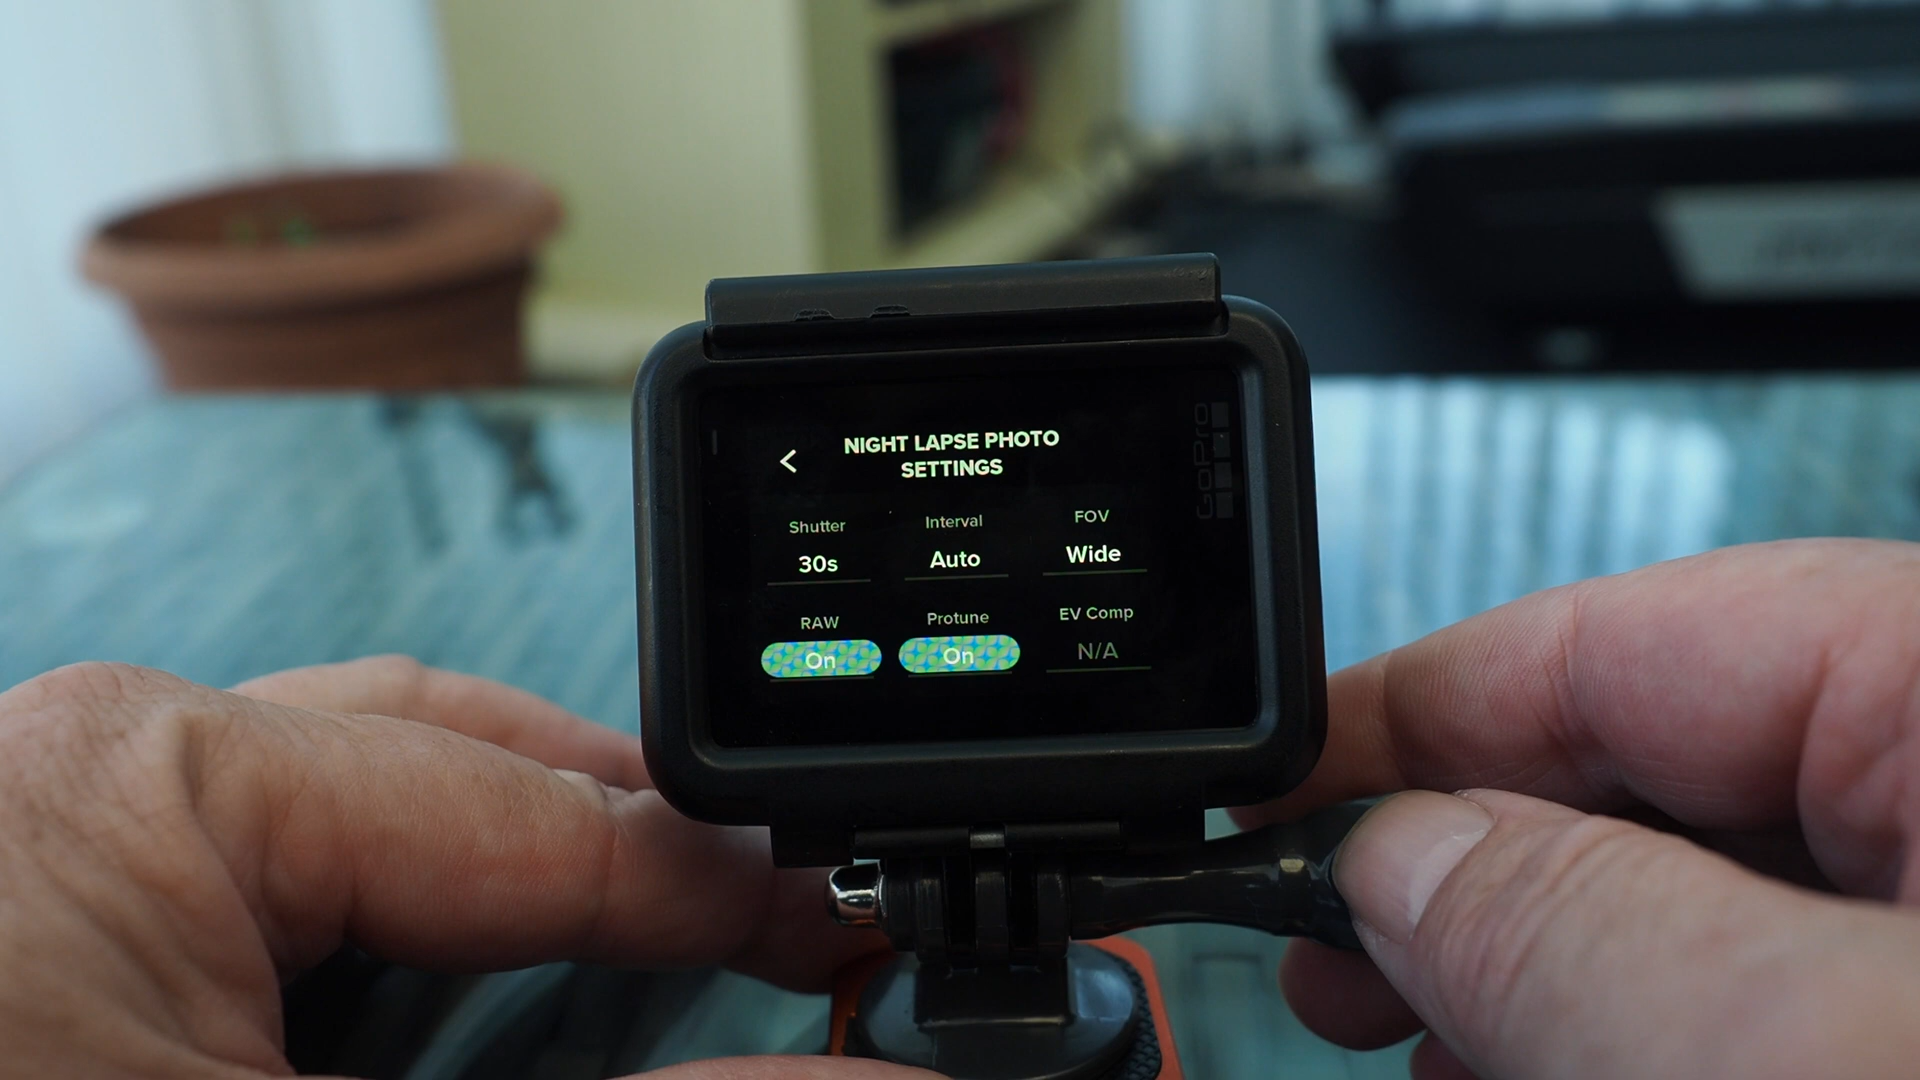 NIGHT LAPSE PHOTO
SETTINGS
Shutter
Interval
FOV
30s
Auto
Wide
RAW
Protune
EV Comp
On
On
N/A
GoPro